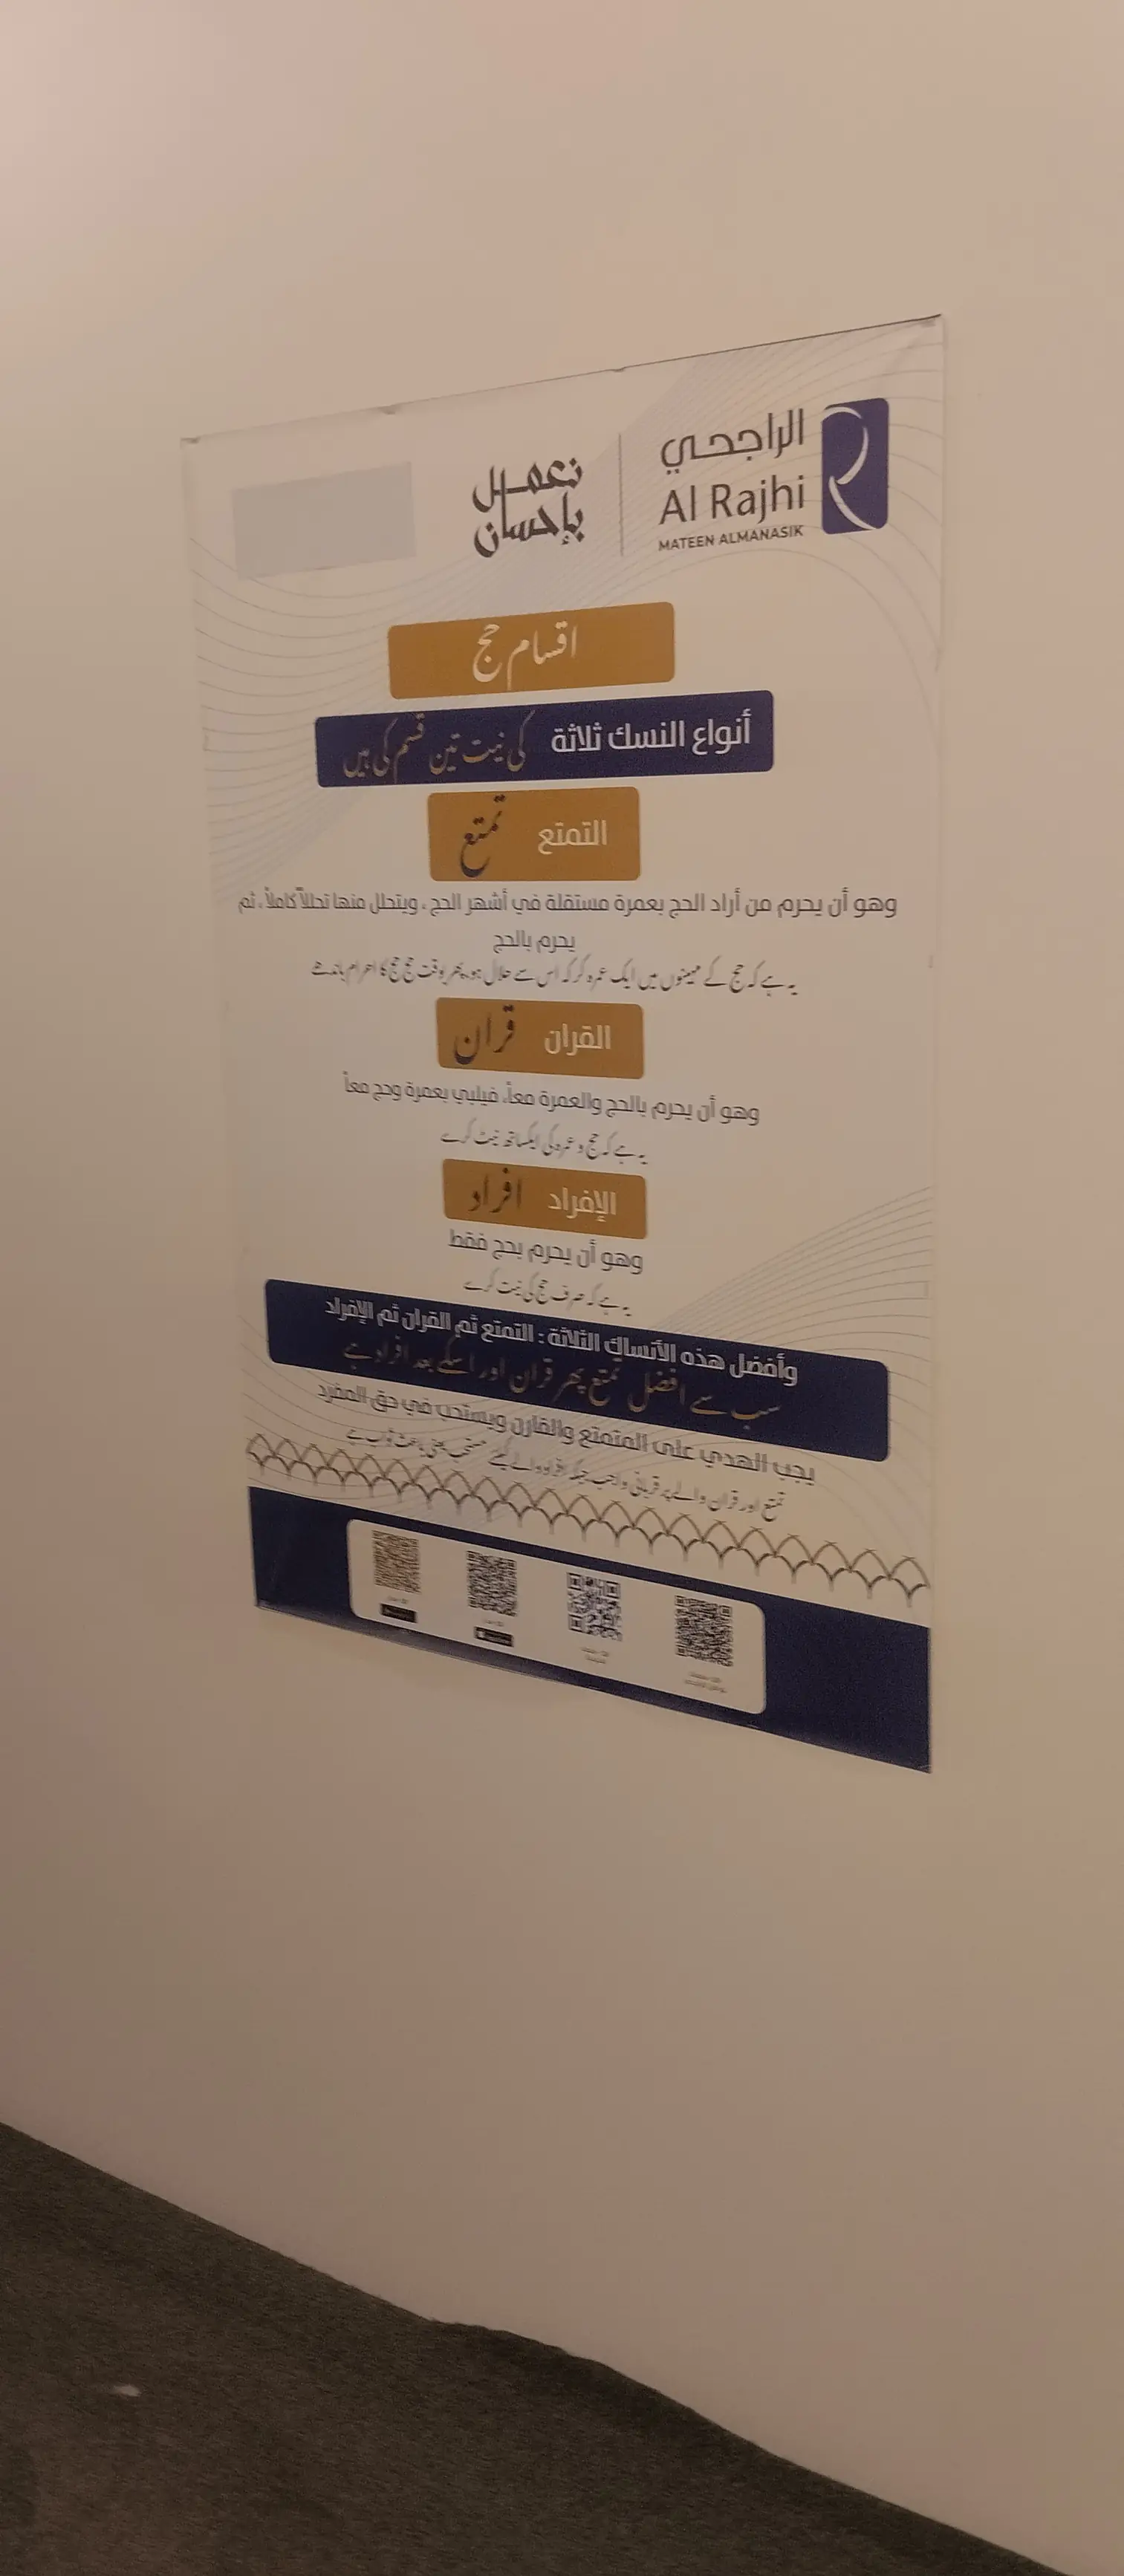 الراجحي
Al Rajhi
MATEEN ALMANASIK
نعمل
بإحسان
اقسام حج
أنواع النسك ثلاثة کی نیت تین قسم کی ہیں
التمتع تمتع
وهو أن يحرم من أراد الحج بعمرة مستقلة في أشهر الحج ، ويتحلل منها تحللاً كاملاً ، ثم
يحرم بالحج
یہ ہے کہ حج کے مہینوں میں ایک عمرہ کر کہ اس سے حلال ہو، پھر بوقت حج حج کا احرام باندھے
القران قران
وهو أن يحرم بالحج والعمرة معاً، فيلبي بعمرة وحج معاً
یہ ہے کہ حج و عمرہ کی ایکساتھ نیت کرے
الإفراد افراد
وهو أن يحرم بحج فقط
یہ ہے کہ صرف حج کی نیت کرے
وأفضل هذه الأنساك الثلاثة : التمتع ثم القران ثم الإفراد
سب سے افضل تمتع پھر قران اور اسکے بعد افراد ہے
يجب الهدي على المتمتع والقارن ويستحب في حق المفرد
تمتع اور قران والے پر قربانی واجب جبکہ افراد والے کیلئے مستحب یعنی باعث ثواب ہے